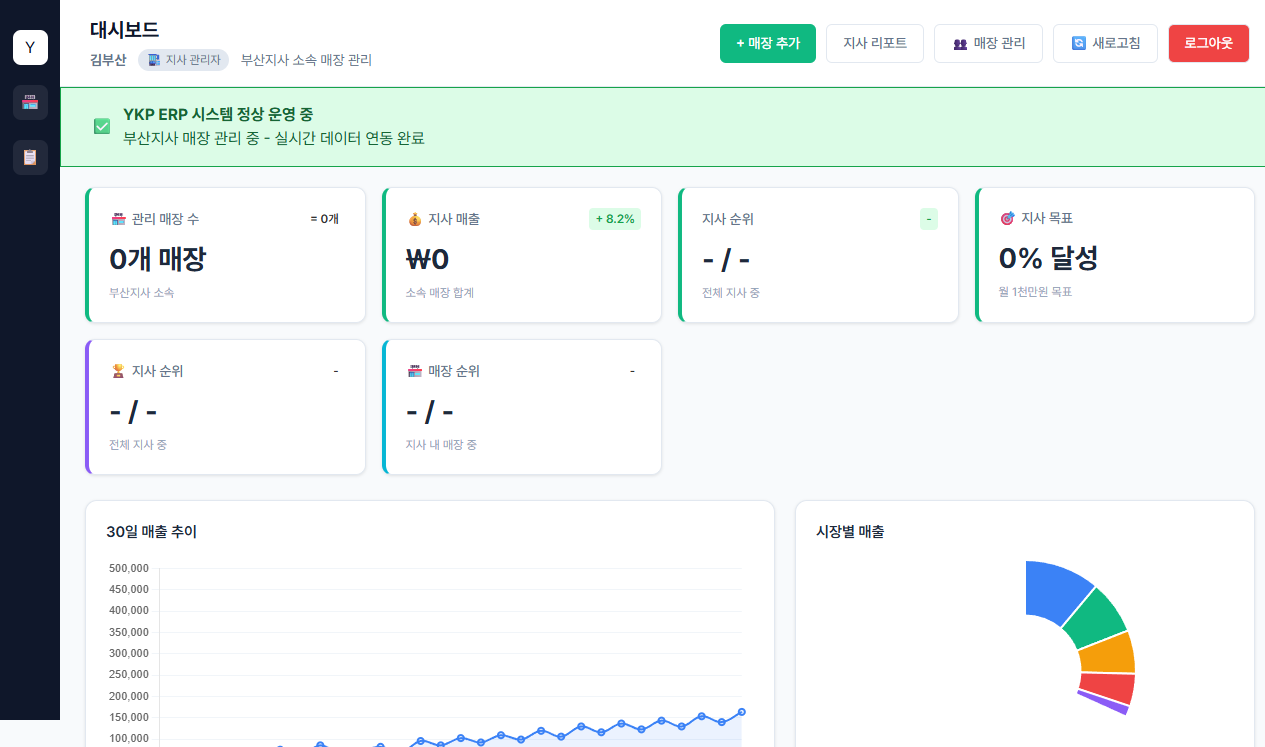 Y
대시보드
김부산 지사 관리자 부산지사 소속 매장 관리
+ 매장 추가
지사 리포트
매장 관리
새로고침
로그아웃
YKP ERP 시스템 정상 운영 중
부산지사 매장 관리 중 - 실시간 데이터 연동 완료
관리 매장 수 = 0개
0개 매장
부산지사 소속
지사 매출 + 8.2%
₩0
소속 매장 합계
지사 순위 -
- / -
전체 지사 중
지사 목표
0% 달성
월 1천만원 목표
지사 순위 -
- / -
전체 지사 중
매장 순위 -
- / -
지사 내 매장 중
30일 매출 추이
500,000
450,000
400,000
350,000
300,000
250,000
200,000
150,000
100,000
시장별 매출